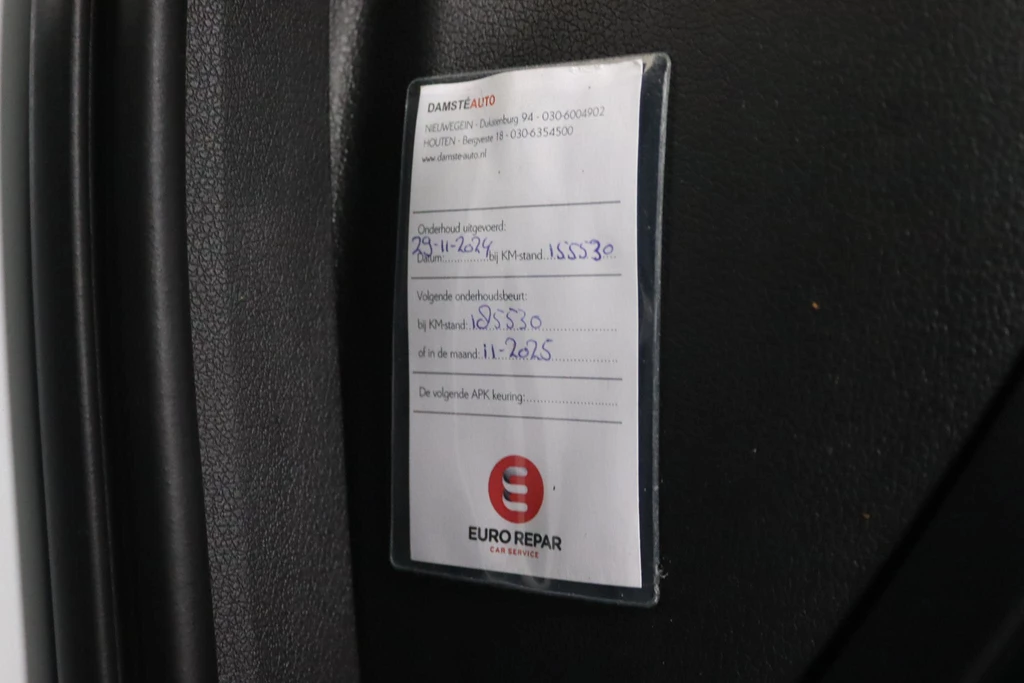 DAMSTÉAUTO
NIEUWEGEIN - Dukatenburg 94 - 030-6004902
HOUTEN - Bergveste 18 - 030-6354500
www.damste-auto.nl
Onderhoud uitgevoerd:
Datum: 29-11-2024 bij KM-stand: 155530
Volgende onderhoudsbeurt:
bij KM-stand: 185530
of in de maand: 11-2025
De volgende APK keuring:
EURO REPAR
CAR SERVICE